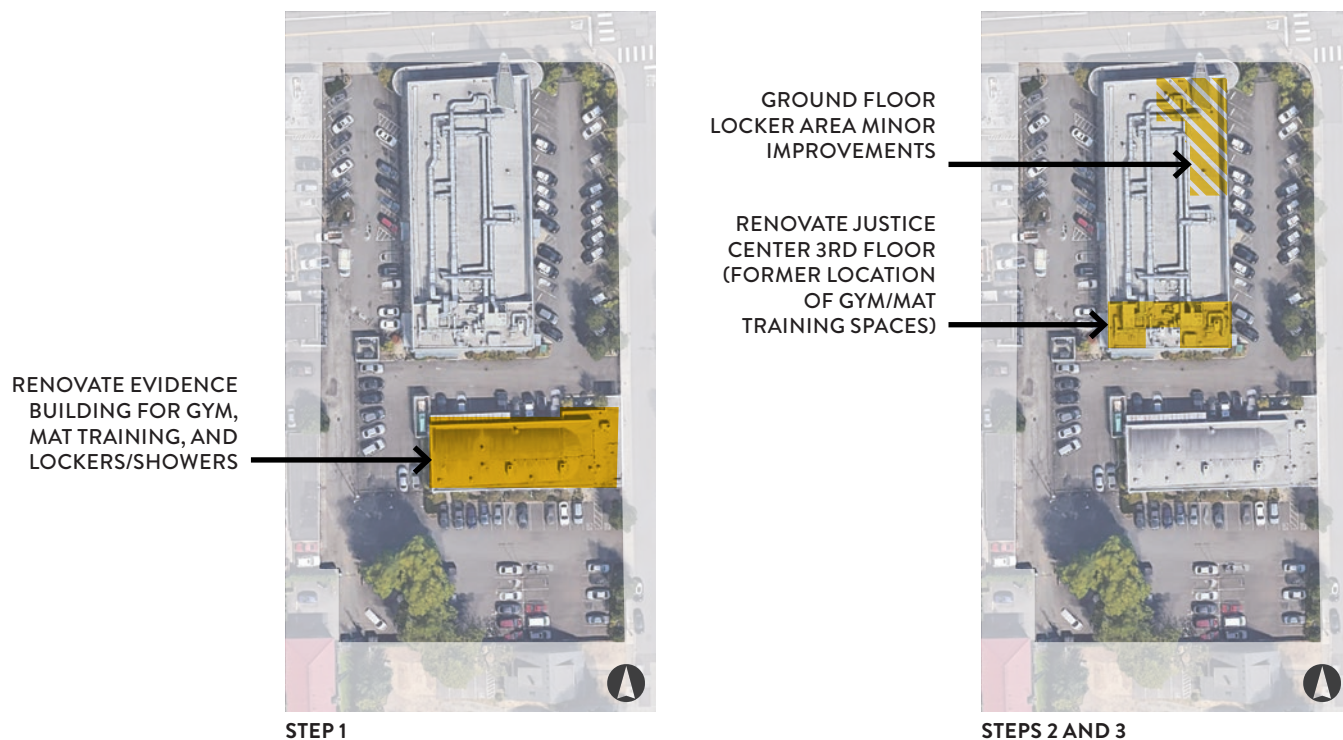 RENOVATE EVIDENCE
BUILDING FOR GYM,
MAT TRAINING, AND
LOCKERS/SHOWERS
STEP 1
GROUND FLOOR
LOCKER AREA MINOR
IMPROVEMENTS
RENOVATE JUSTICE
CENTER 3RD FLOOR
(FORMER LOCATION
OF GYM/MAT
TRAINING SPACES)
STEPS 2 AND 3